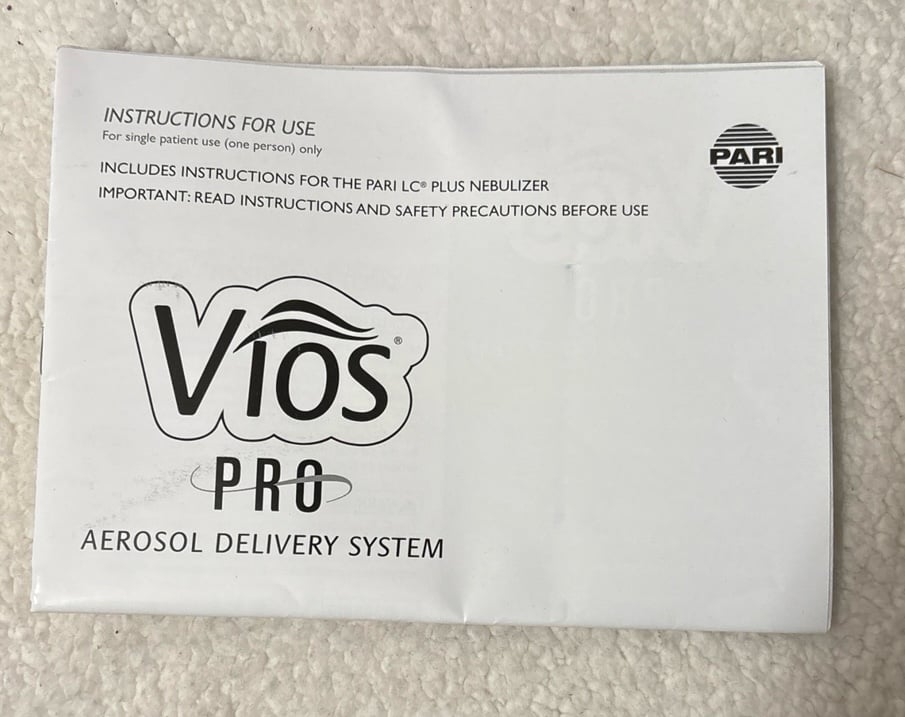 INSTRUCTIONS FOR USE
For single patient use (one person) only
INCLUDES INSTRUCTIONS FOR THE PARI LC® PLUS NEBULIZER
IMPORTANT: READ INSTRUCTIONS AND SAFETY PRECAUTIONS BEFORE USE
PARI
Vios®
PRO
AEROSOL DELIVERY SYSTEM